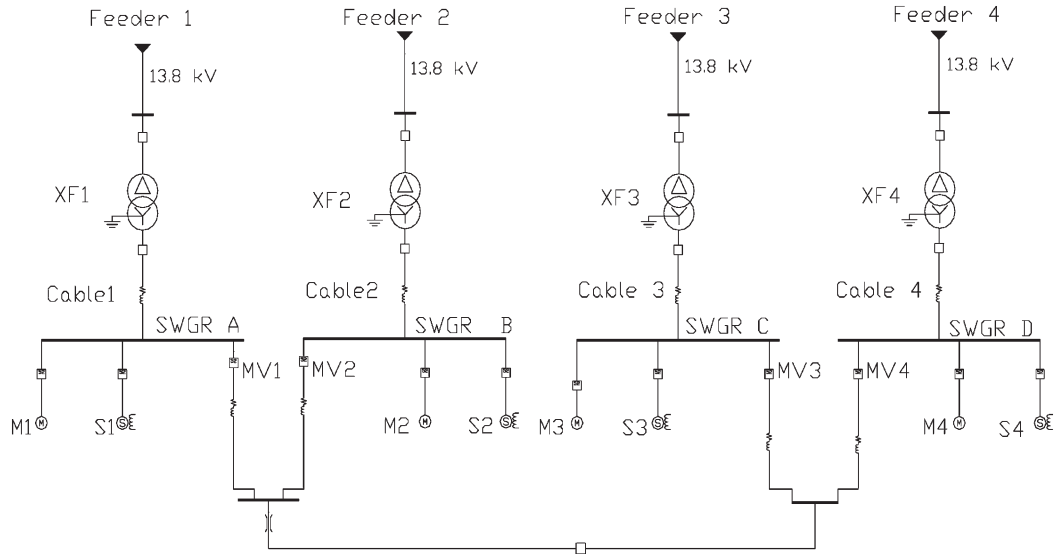 Feeder 1
Feeder 2
Feeder 3
Feeder 4
13.8 kV
13.8 kV
13.8 kV
13.8 kV
XF1
XF2
XF3
XF4
Cable1
Cable2
Cable 3
Cable 4
SWGR A
SWGR B
SWGR C
SWGR D
MV1
MV2
MV3
MV4
M1
M
S1
S
M2
M
S2
S
M3
M
S3
S
M4
M
S4
S